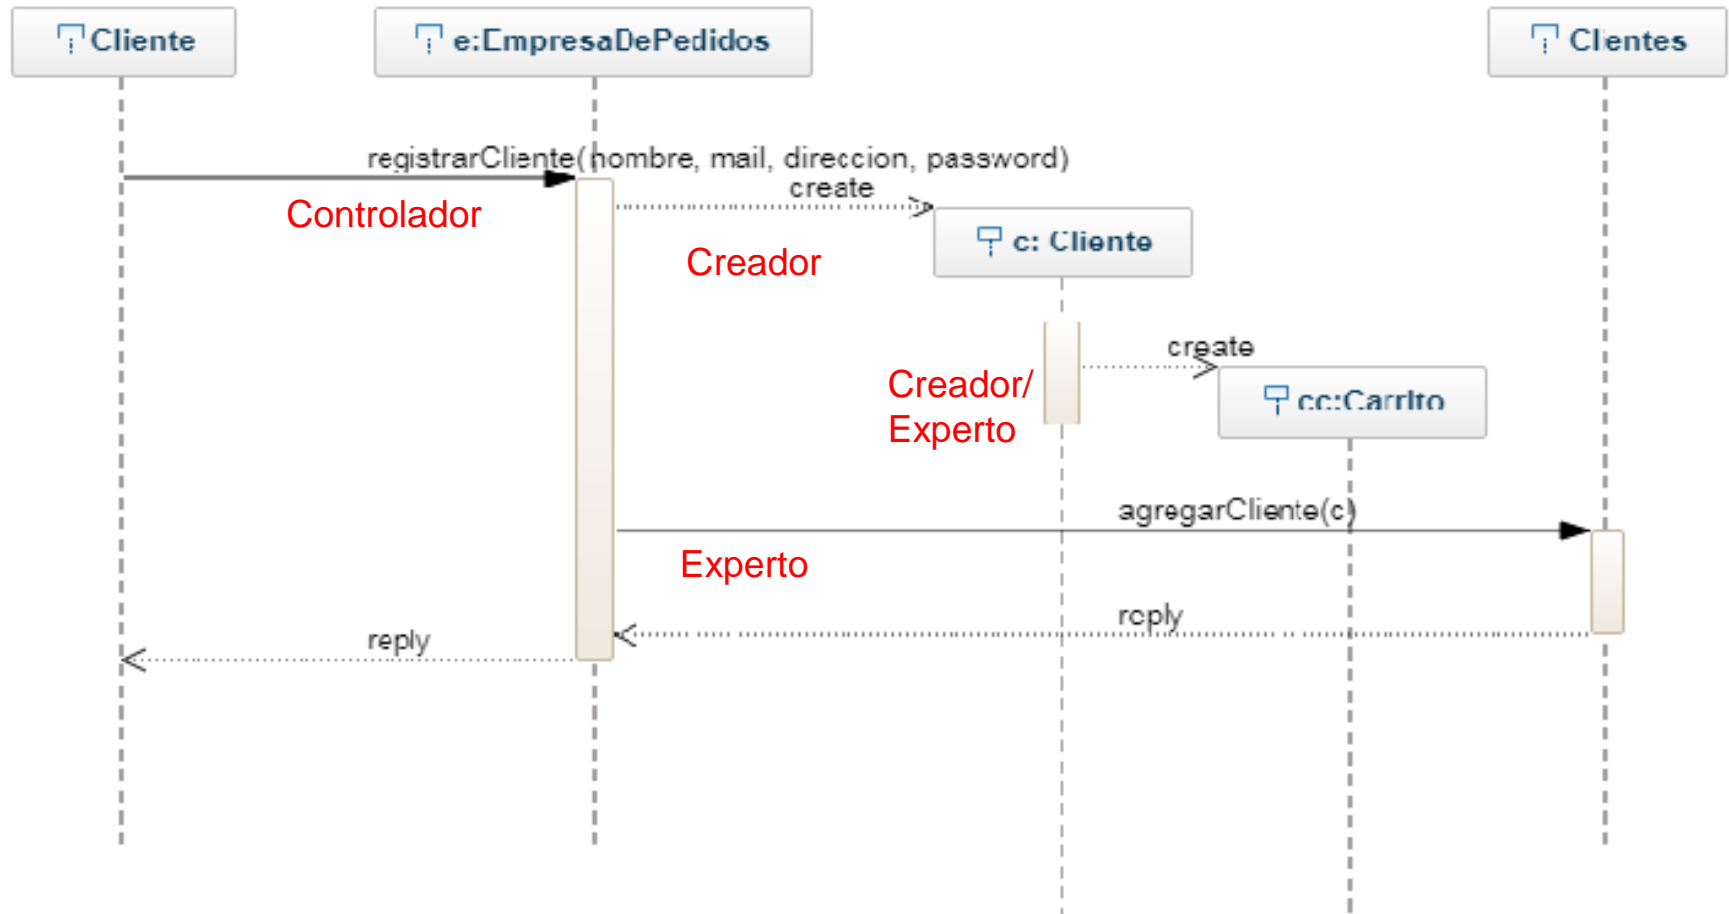 Cliente
e:EmpresaDePedidos
Clientes
registrarCliente(nombre, mail, direccion, password)
create
Controlador
c: Cliente
Creador
create
Creador/
Experto
cc:Carrito
agregarCliente(c)
Experto
reply
reply